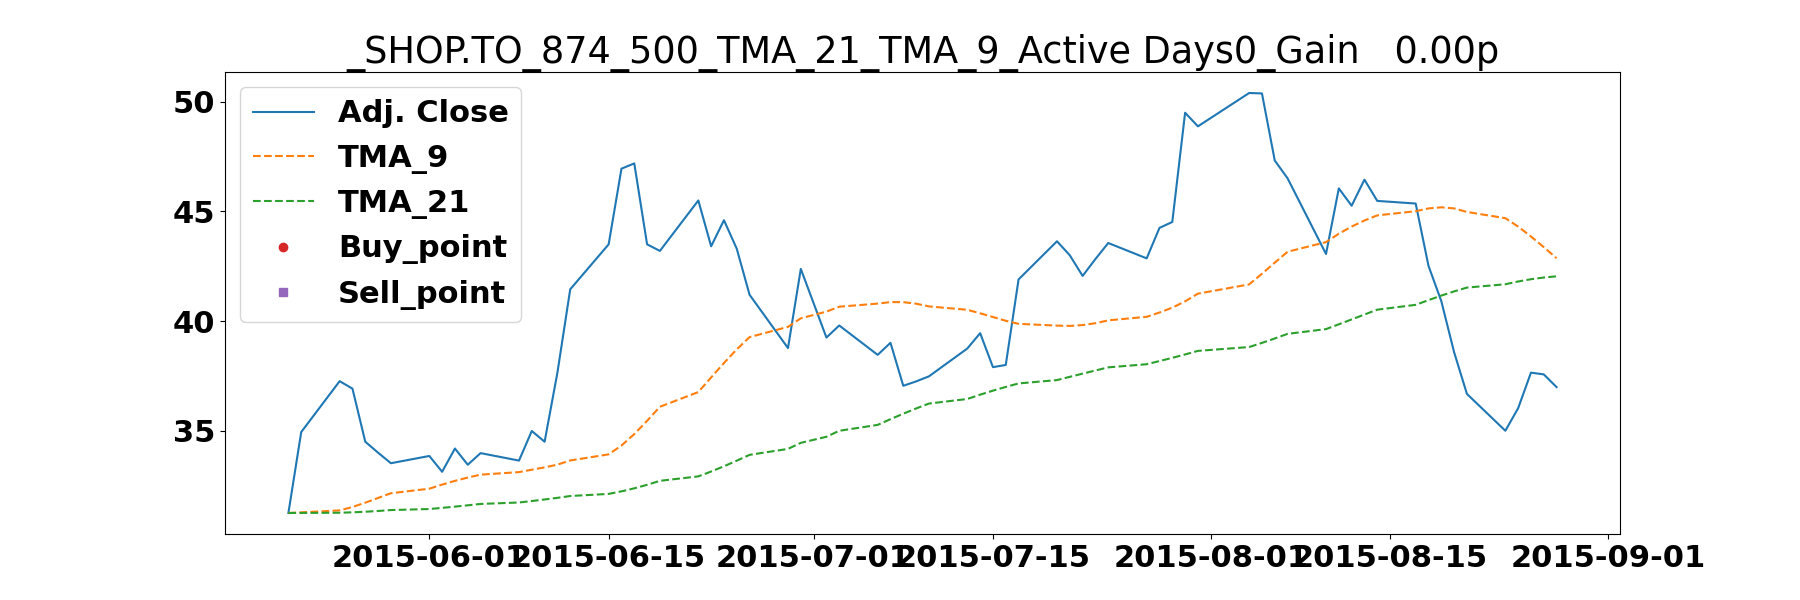 _SHOP.TO_874_500_TMA_21_TMA_9_Active Days0_Gain   0.00p
50
45
40
35
Adj. Close
TMA_9
TMA_21
Buy_point
Sell_point
2015-06-01
2015-06-15
2015-07-01
2015-07-15
2015-08-01
2015-08-15
2015-09-01